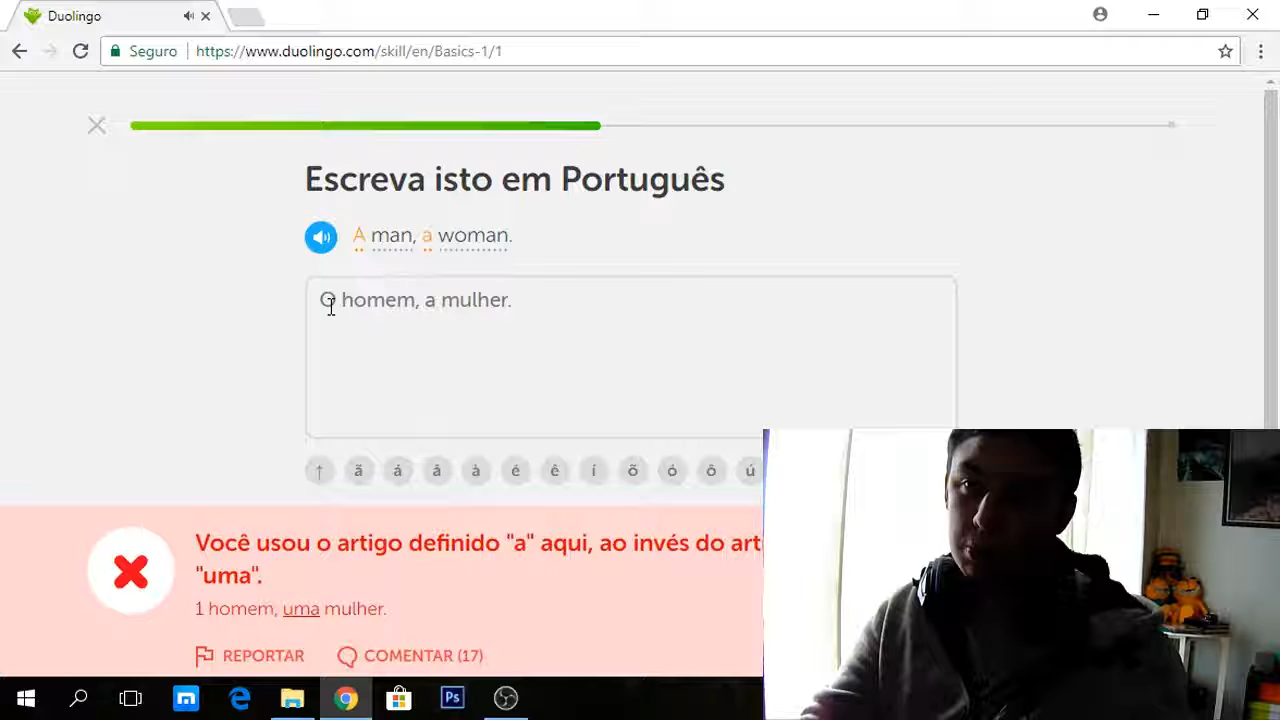 Duolingo
Seguro
https://www.duolingo.com/skill/en/Basics-1/1
Escreva isto em Português
A man, a woman.
O homem, a mulher.
↑ ã á â à é ê í õ ó ô ú
Você usou o artigo definido "a" aqui, ao invés do
"uma".
1 homem, uma mulher.
REPORTAR COMENTAR (17)
Ps